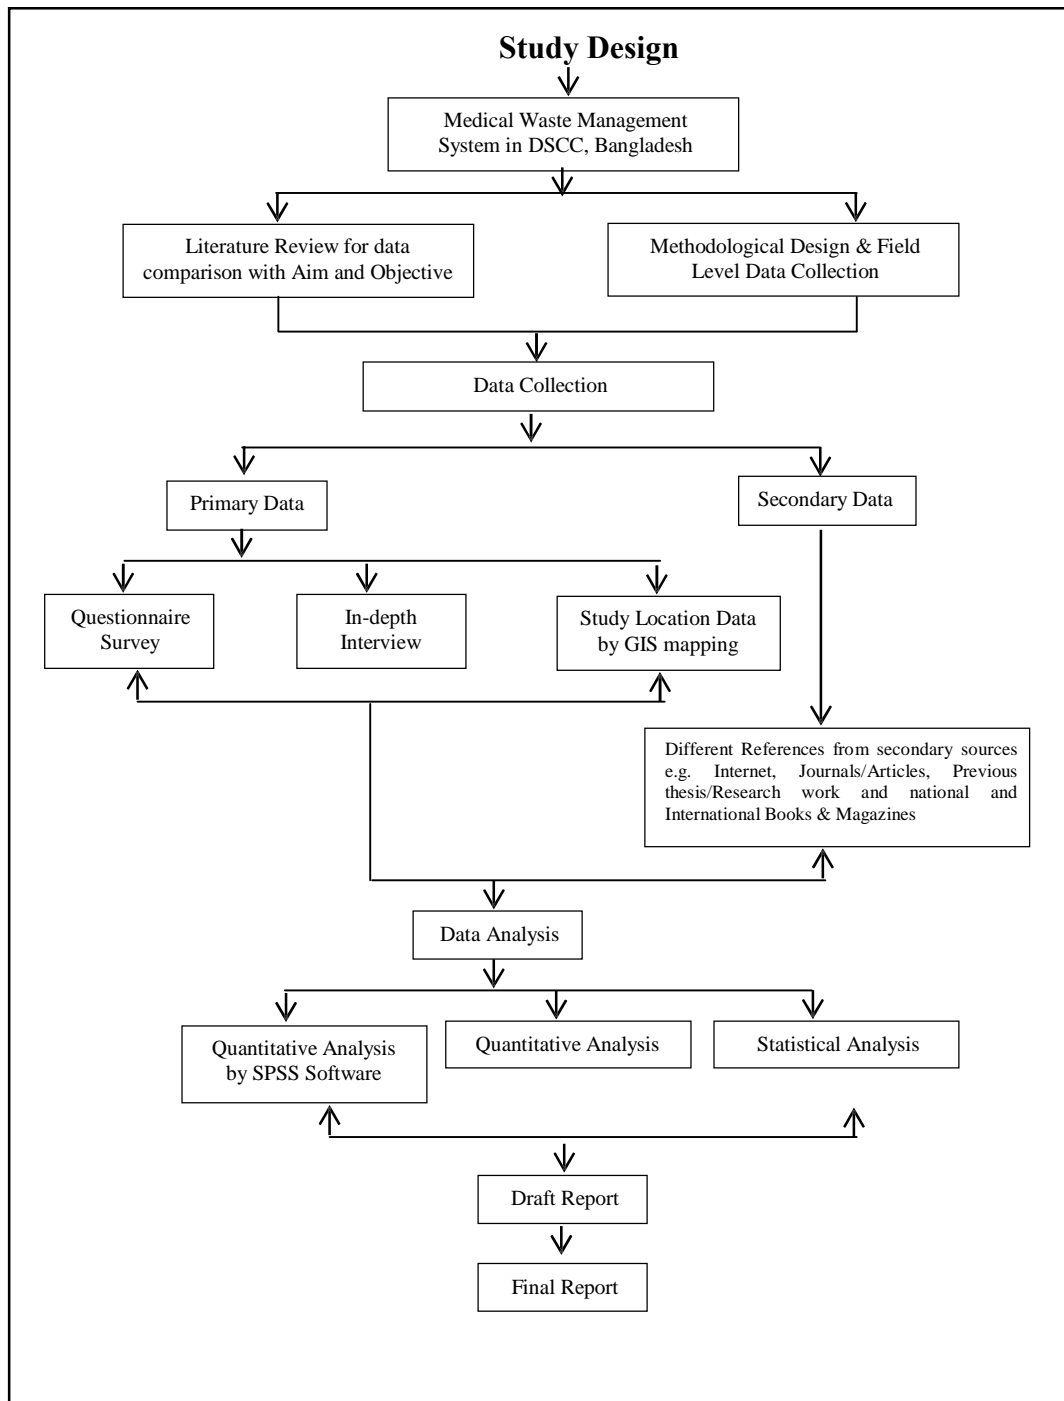 Study Design
Medical Waste Management
System in DSCC, Bangladesh
Literature Review for data
comparison with Aim and Objective
Methodological Design & Field
Level Data Collection
Data Collection
Primary Data
Secondary Data
Questionnaire
Survey
In-depth
Interview
Study Location Data
by GIS mapping
Different References from secondary sources
e.g. Internet, Journals/Articles, Previous
thesis/Research work and national and
International Books & Magazines
Data Analysis
Quantitative Analysis
by SPSS Software
Quantitative Analysis
Statistical Analysis
Draft Report
Final Report